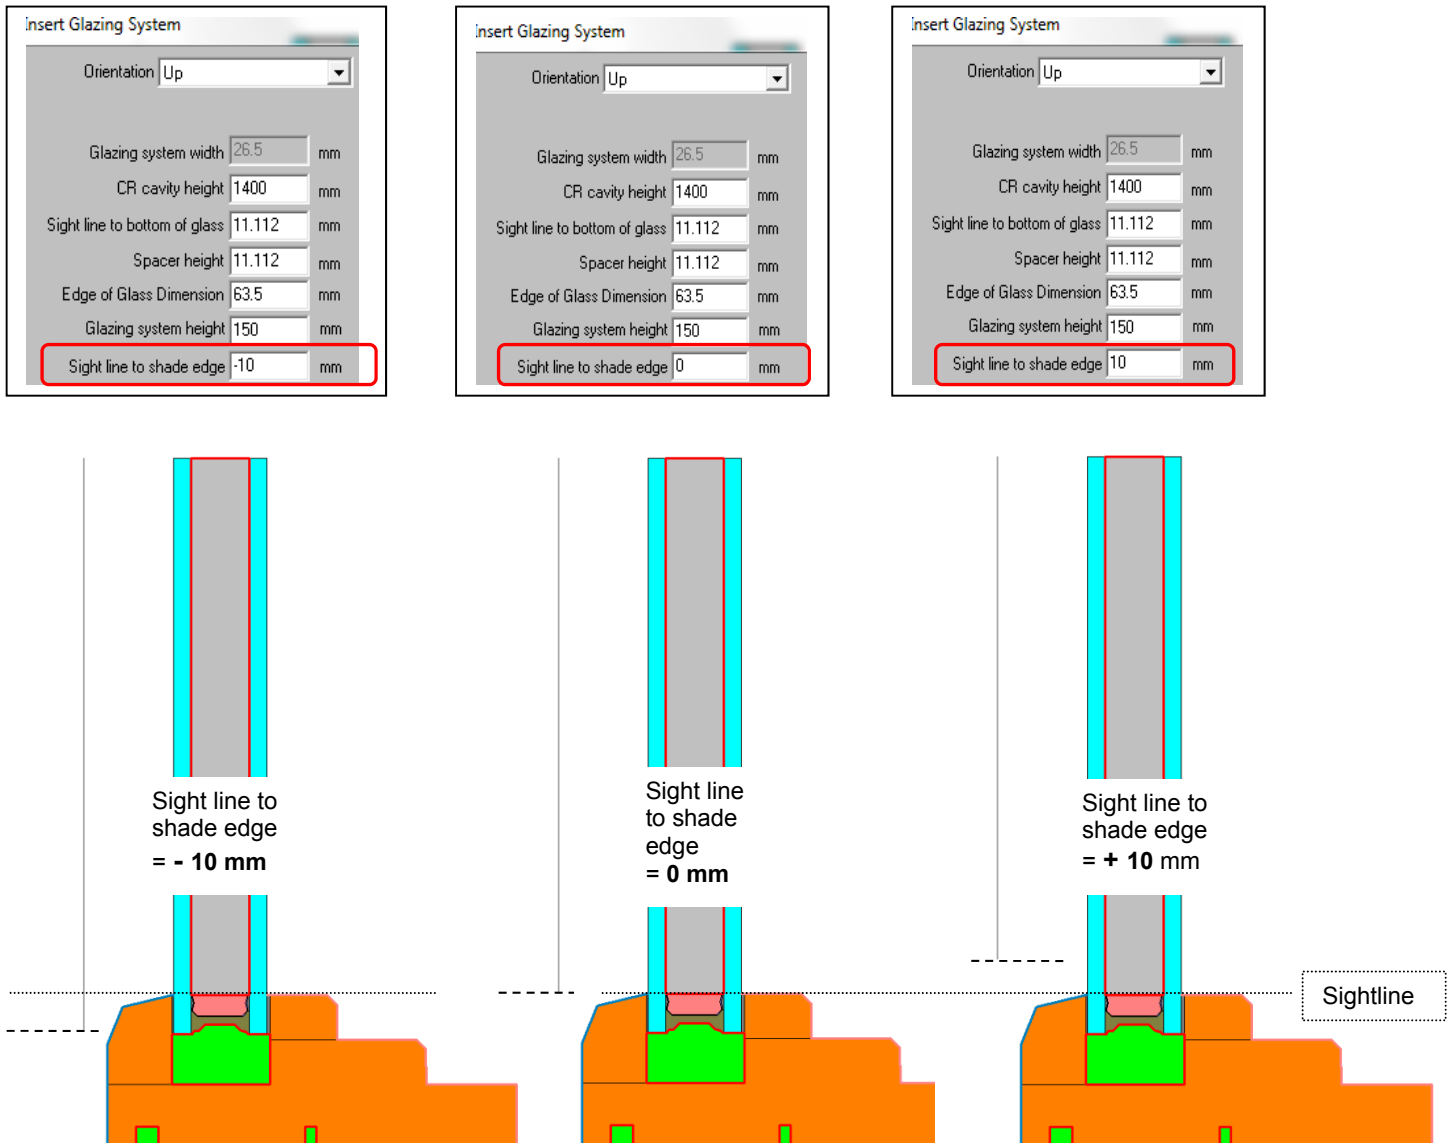 Insert Glazing System
Orientation Up
Glazing system width 26.5 mm
CR cavity height 1400 mm
Sight line to bottom of glass 11.112 mm
Spacer height 11.112 mm
Edge of Glass Dimension 63.5 mm
Glazing system height 150 mm
Sight line to shade edge -10 mm
Insert Glazing System
Orientation Up
Glazing system width 26.5 mm
CR cavity height 1400 mm
Sight line to bottom of glass 11.112 mm
Spacer height 11.112 mm
Edge of Glass Dimension 63.5 mm
Glazing system height 150 mm
Sight line to shade edge 0 mm
Insert Glazing System
Orientation Up
Glazing system width 26.5 mm
CR cavity height 1400 mm
Sight line to bottom of glass 11.112 mm
Spacer height 11.112 mm
Edge of Glass Dimension 63.5 mm
Glazing system height 150 mm
Sight line to shade edge 10 mm
Sight line to
shade edge
= - 10 mm
Sight line
to shade
edge
= 0 mm
Sight line to
shade edge
= + 10 mm
Sightline